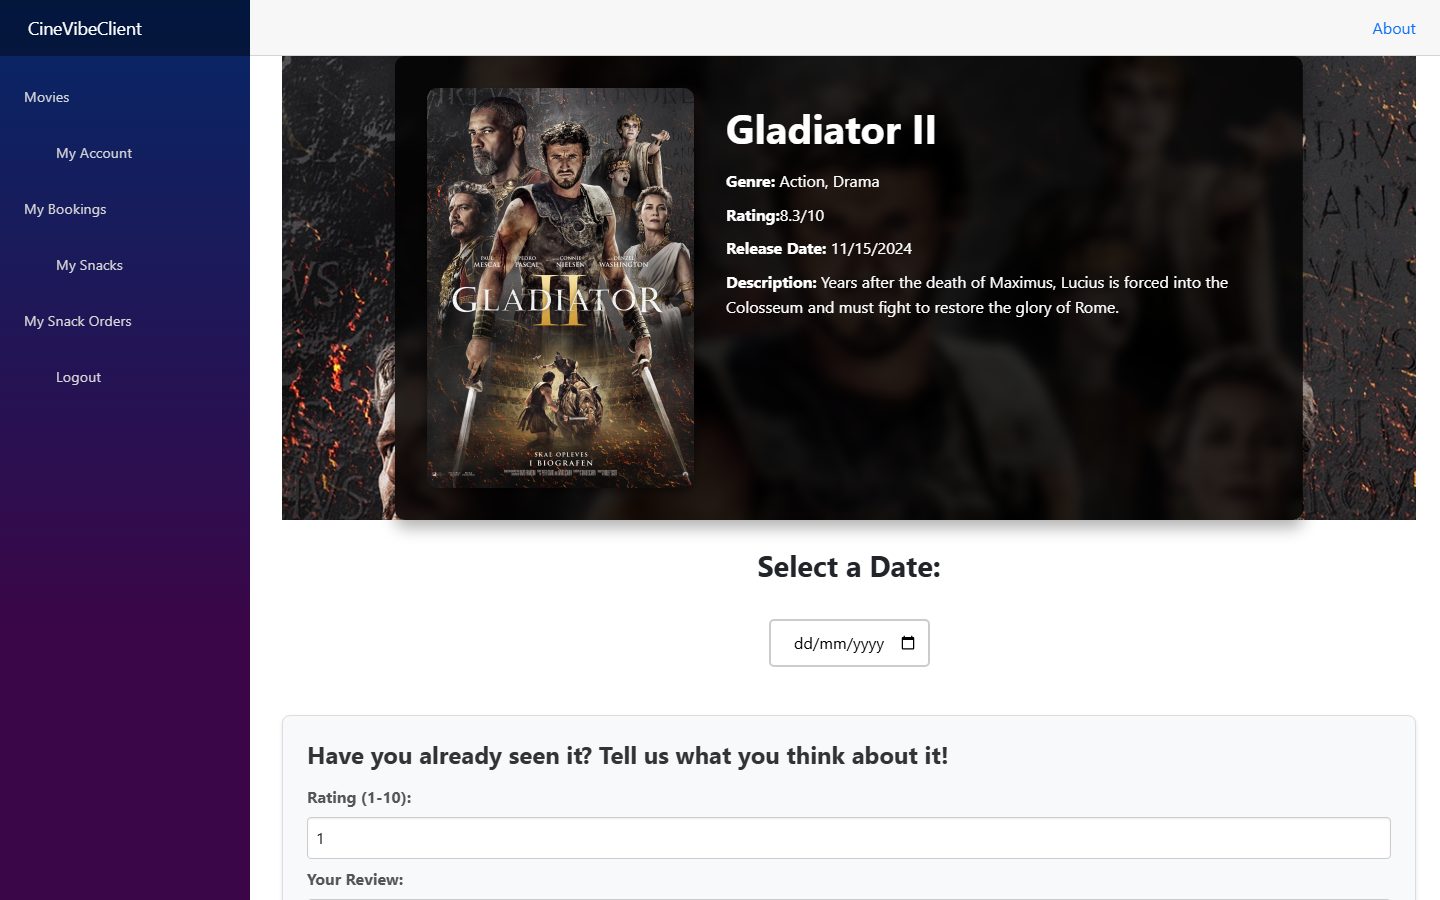 CineVibeClient
About
Movies
My Account
My Bookings
My Snacks
My Snack Orders
Logout
PAUL MESCAL
PEDRO PASCAL
CONNIE NIELSEN
DENZEL WASHINGTON
GLADIATOR
II
SKAL OPLEVES
I BIOGRAFEN
Gladiator II
Genre: Action, Drama
Rating:8.3/10
Release Date: 11/15/2024
Description: Years after the death of Maximus, Lucius is forced into the
Colosseum and must fight to restore the glory of Rome.
Select a Date:
dd/mm/yyyy
Have you already seen it? Tell us what you think about it!
Rating (1-10):
1
Your Review: